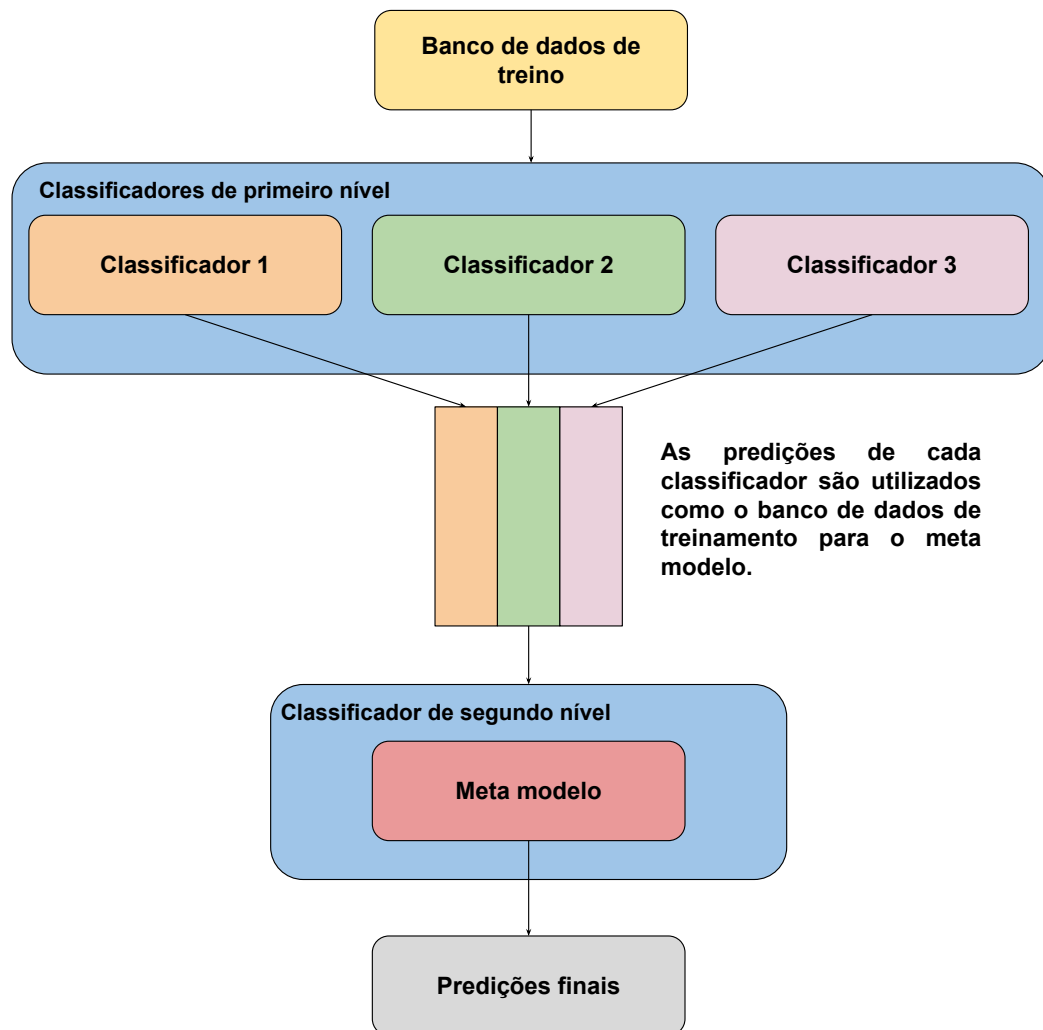 Banco de dados de
treino
Classificadores de primeiro nível
Classificador 1
Classificador 2
Classificador 3
As predições de cada
classificador são utilizados
como o banco de dados de
treinamento para o meta
modelo.
Classificador de segundo nível
Meta modelo
Predições finais